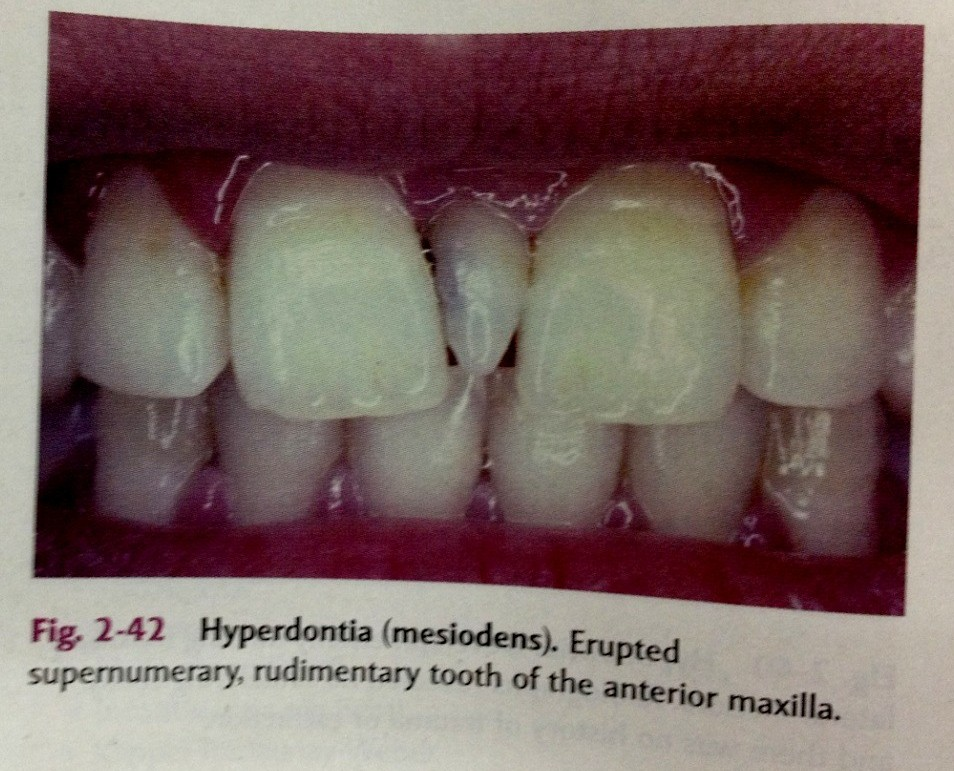 Fig. 2-42 Hyperdontia (mesiodens). Erupted
supernumerary, rudimentary tooth of the anterior maxilla.